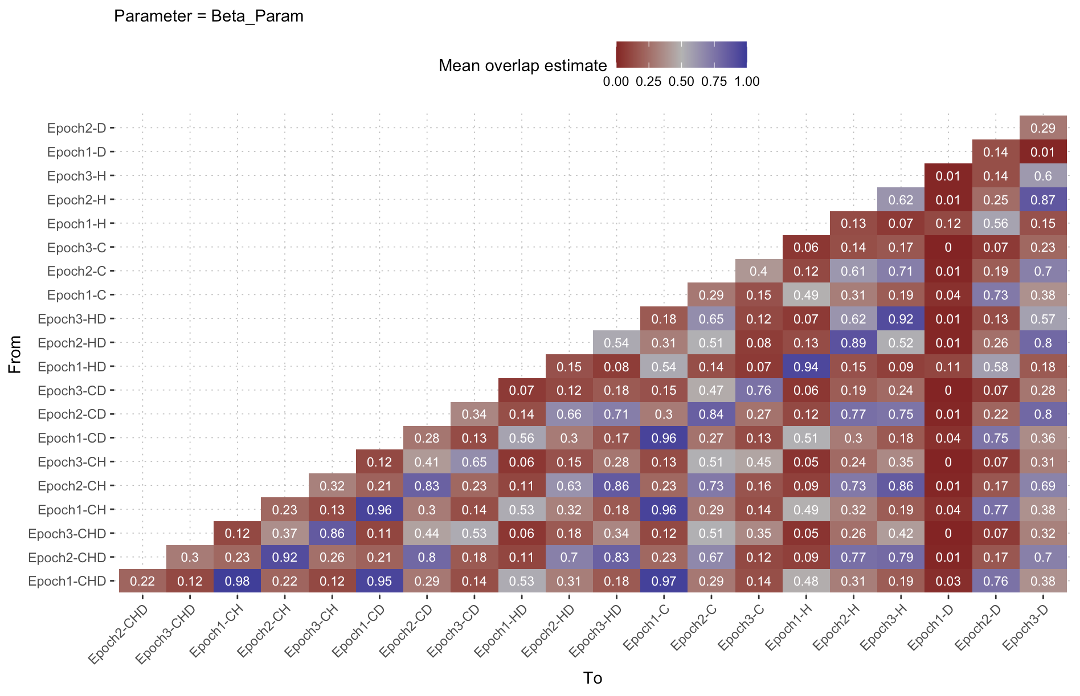 Parameter = Beta_Param
Mean overlap estimate
0.00 0.25 0.50 0.75 1.00
From
Epoch2-D 0.29
Epoch1-D 0.14 0.01
Epoch3-H 0.01 0.14 0.6
Epoch2-H 0.62 0.01 0.25 0.87
Epoch1-H 0.13 0.07 0.12 0.56 0.15
Epoch3-C 0.06 0.14 0.17 0 0.07 0.23
Epoch2-C 0.4 0.12 0.61 0.71 0.01 0.19 0.7
Epoch1-C 0.29 0.15 0.49 0.31 0.19 0.04 0.73 0.38
Epoch3-HD 0.18 0.65 0.12 0.07 0.62 0.92 0.01 0.13 0.57
Epoch2-HD 0.54 0.31 0.51 0.08 0.13 0.89 0.52 0.01 0.26 0.8
Epoch1-HD 0.15 0.08 0.54 0.14 0.07 0.94 0.15 0.09 0.11 0.58 0.18
Epoch3-CD 0.07 0.12 0.18 0.15 0.47 0.76 0.06 0.19 0.24 0 0.07 0.28
Epoch2-CD 0.34 0.14 0.66 0.71 0.3 0.84 0.27 0.12 0.77 0.75 0.01 0.22 0.8
Epoch1-CD 0.28 0.13 0.56 0.3 0.17 0.96 0.27 0.13 0.51 0.3 0.18 0.04 0.75 0.36
Epoch3-CH 0.12 0.41 0.65 0.06 0.15 0.28 0.13 0.51 0.45 0.05 0.24 0.35 0 0.07 0.31
Epoch2-CH 0.32 0.21 0.83 0.23 0.11 0.63 0.86 0.23 0.73 0.16 0.09 0.73 0.86 0.01 0.17 0.69
Epoch1-CH 0.23 0.13 0.96 0.3 0.14 0.53 0.32 0.18 0.96 0.29 0.14 0.49 0.32 0.19 0.04 0.77 0.38
Epoch3-CHD 0.12 0.37 0.86 0.11 0.44 0.53 0.06 0.18 0.34 0.12 0.51 0.35 0.05 0.26 0.42 0 0.07 0.32
Epoch2-CHD 0.3 0.23 0.92 0.26 0.21 0.8 0.18 0.11 0.7 0.83 0.23 0.67 0.12 0.09 0.77 0.79 0.01 0.17 0.7
Epoch1-CHD 0.22 0.12 0.98 0.22 0.12 0.95 0.29 0.14 0.53 0.31 0.18 0.97 0.29 0.14 0.48 0.31 0.19 0.03 0.76 0.38
Epoch2-CHD Epoch3-CHD Epoch1-CH Epoch2-CH Epoch3-CH Epoch1-CD Epoch2-CD Epoch3-CD Epoch1-HD Epoch2-HD Epoch3-HD Epoch1-C Epoch2-C Epoch3-C Epoch1-H Epoch2-H Epoch3-H Epoch1-D Epoch2-D Epoch3-D
To